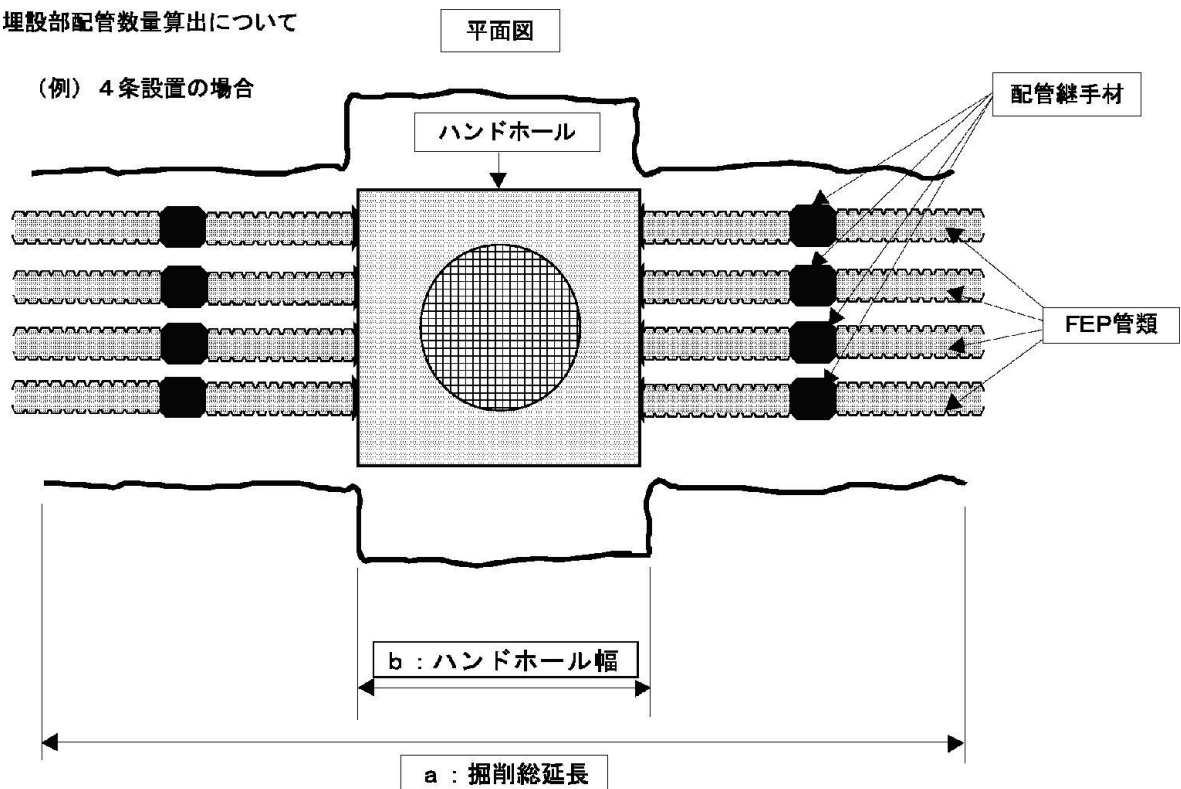 埋設部配管数量算出について
平面図
（例）４条設置の場合
配管継手材
ハンドホール
FEP管類
ｂ：ハンドホール幅
ａ：掘削総延長